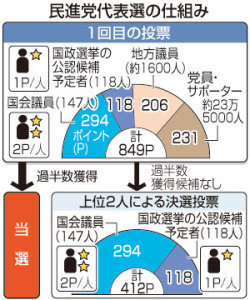 民進党代表選の仕組み
1回目の投票
国政選挙の
公認候補
予定者(118人)
1P/人
地方議員
(約1600人)
党員・
サポーター
(約23万
5000人)
国会議員(147人)
2P/人
294
ポイント
(P)
118
206
231
計
849P
過半数獲得
過半数
獲得候補なし
当選
上位2人による決選投票
国会議員
(147人)
国政選挙の公認候補
予定者(118人)
2P/人
294
118
1P/人
計
412P